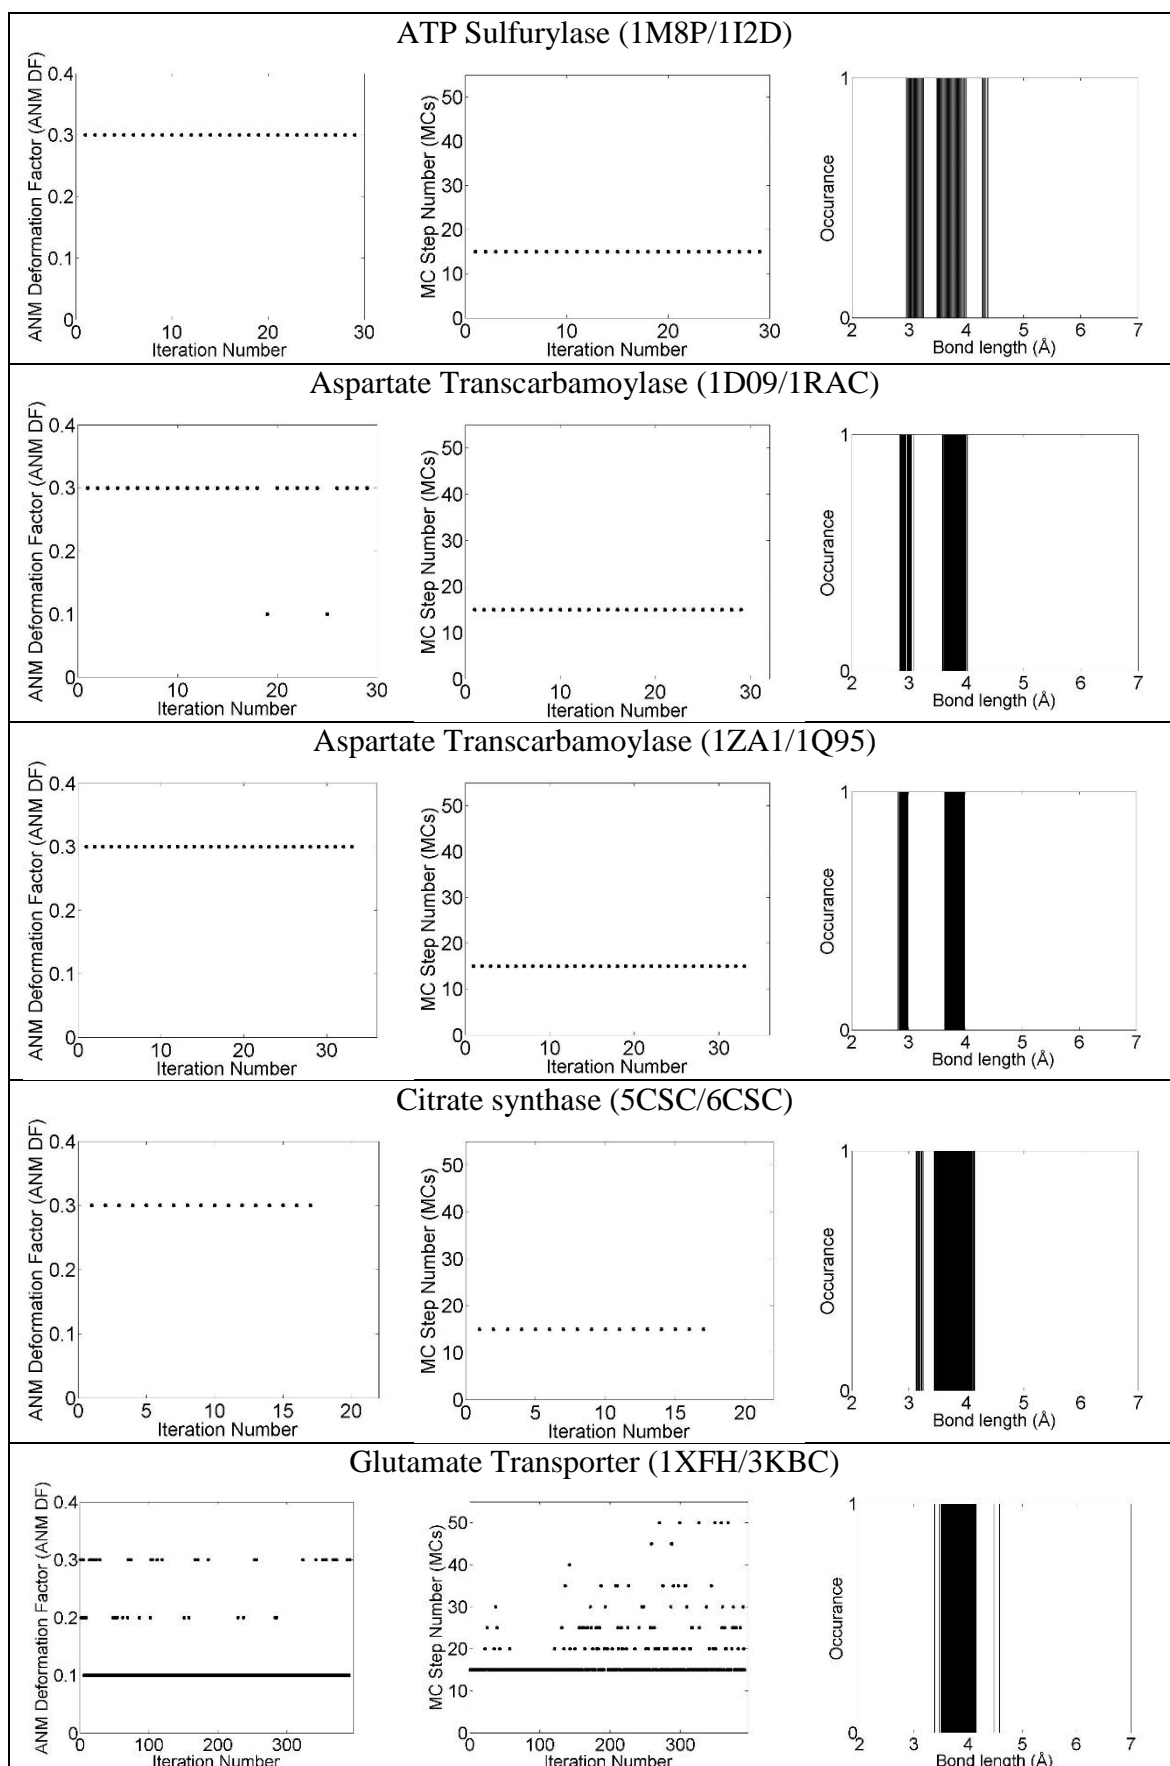 ATP Sulfurylase (1M8P/1I2D)
ANM Deformation Factor (ANM DF)
0.4
0.3
0.2
0.1
0
0 10 20 30
Iteration Number
MC Step Number (MCs)
50
40
30
20
10
0
0 10 20 30
Iteration Number
Occurance
1
0
2 3 4 5 6 7
Bond length (Å)
Aspartate Transcarbamoylase (1D09/1RAC)
ANM Deformation Factor (ANM DF)
0.4
0.3
0.2
0.1
0
0 10 20 30
Iteration Number
MC Step Number (MCs)
50
40
30
20
10
0
0 10 20 30
Iteration Number
Occurance
1
0
2 3 4 5 6 7
Bond length (Å)
Aspartate Transcarbamoylase (1ZA1/1Q95)
ANM Deformation Factor (ANM DF)
0.4
0.3
0.2
0.1
0
0 10 20 30
Iteration Number
MC Step Number (MCs)
50
40
30
20
10
0
0 10 20 30
Iteration Number
Occurance
1
0
2 3 4 5 6 7
Bond length (Å)
Citrate synthase (5CSC/6CSC)
ANM Deformation Factor (ANM DF)
0.4
0.3
0.2
0.1
0
0 5 10 15 20
Iteration Number
MC Step Number (MCs)
50
40
30
20
10
0
0 5 10 15 20
Iteration Number
Occurance
1
0
2 3 4 5 6 7
Bond length (Å)
Glutamate Transporter (1XFH/3KBC)
ANM Deformation Factor (ANM DF)
0.4
0.3
0.2
0.1
0
0 100 200 300
Iteration Number
MC Step Number (MCs)
50
40
30
20
10
0
0 100 200 300
Iteration Number
Occurance
1
0
2 3 4 5 6 7
Bond length (Å)